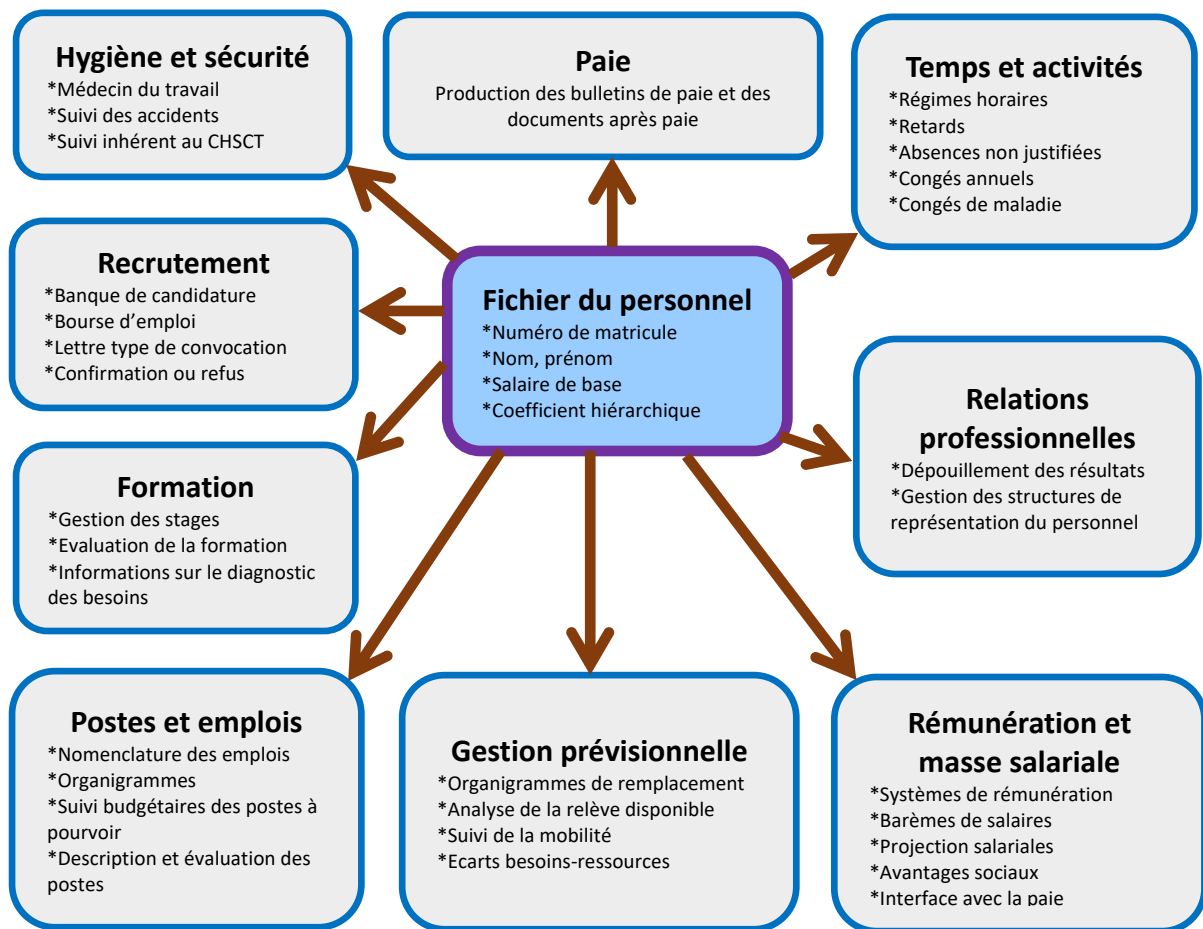 Hygiène et sécurité
*Médecin du travail
*Suivi des accidents
*Suivi inhérent au CHSCT
Paie
Production des bulletins de paie et des
documents après paie
Temps et activités
*Régimes horaires
*Retards
*Absences non justifiées
*Congés annuels
*Congés de maladie
Recrutement
*Banque de candidature
*Bourse d’emploi
*Lettre type de convocation
*Confirmation ou refus
Fichier du personnel
*Numéro de matricule
*Nom, prénom
*Salaire de base
*Coefficient hiérarchique
Relations
professionnelles
*Dépouillement des résultats
*Gestion des structures de
représentation du personnel
Formation
*Gestion des stages
*Evaluation de la formation
*Informations sur le diagnostic
des besoins
Postes et emplois
*Nomenclature des emplois
*Organigrammes
*Suivi budgétaires des postes à
pourvoir
*Description et évaluation des
postes
Gestion prévisionnelle
*Organigrammes de remplacement
*Analyse de la relève disponible
*Suivi de la mobilité
*Ecarts besoins-ressources
Rémunération et
masse salariale
*Systèmes de rémunération
*Barèmes de salaires
*Projection salariales
*Avantages sociaux
*Interface avec la paie